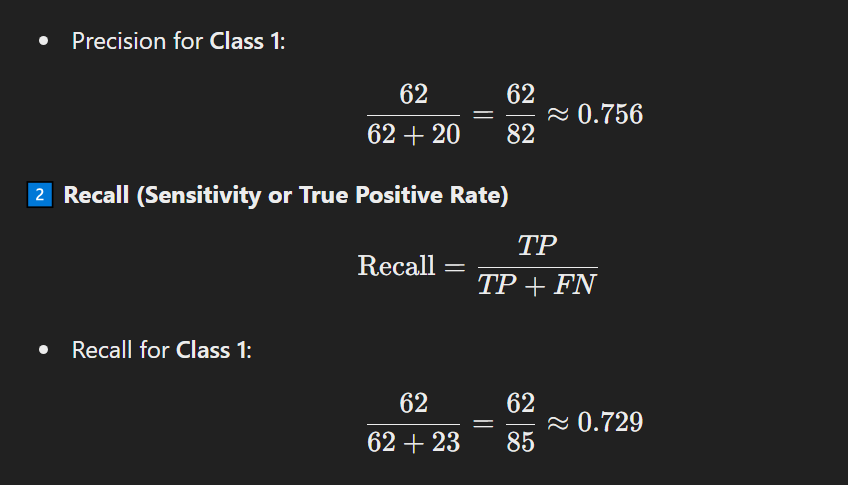 • Precision for Class 1:
62 / (62 + 20) = 62 / 82 ≈ 0.756
2 Recall (Sensitivity or True Positive Rate)
Recall = TP / (TP + FN)
• Recall for Class 1:
62 / (62 + 23) = 62 / 85 ≈ 0.729